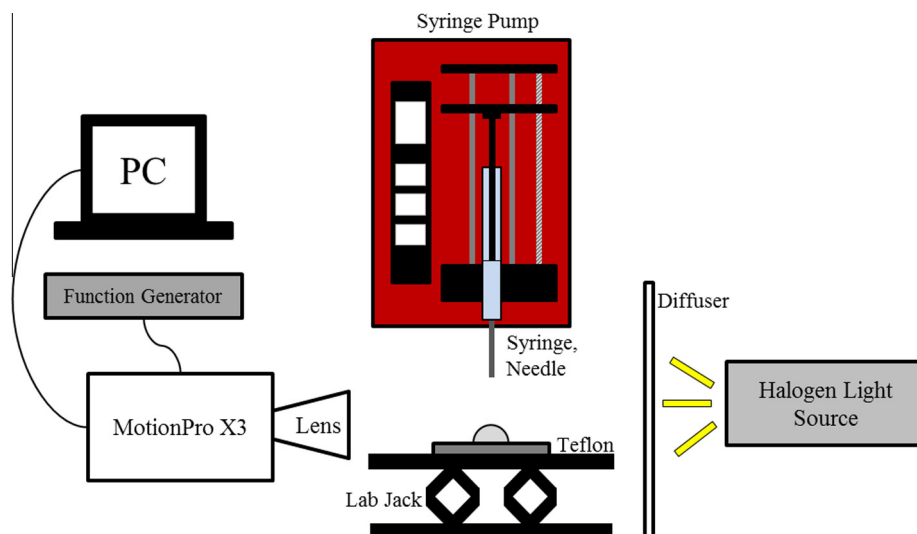 Syringe Pump
PC
Function Generator
Diffuser
Syringe,
Needle
MotionPro X3
Lens
Halogen Light
Source
Teflon
Lab Jack